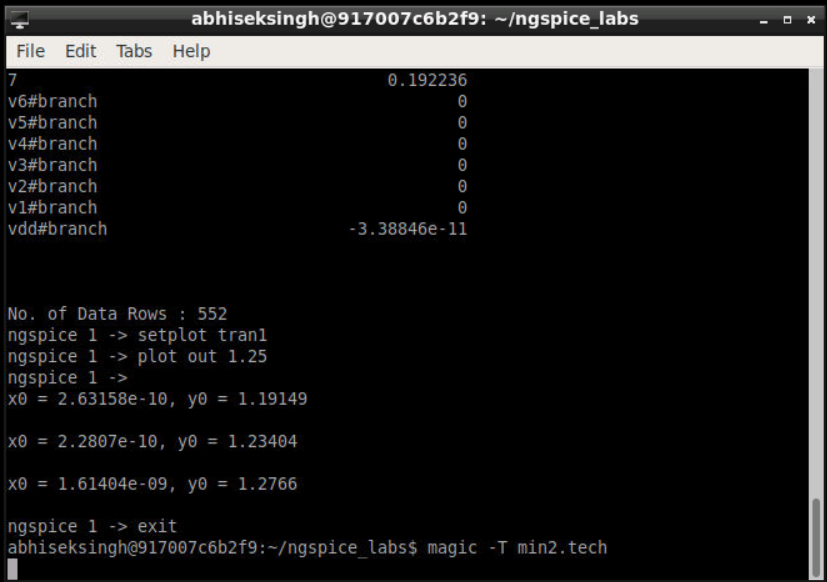 abhiseksingh@917007c6b2f9: ~/ngspice_labs
File Edit Tabs Help
7 0.192236
v6#branch 0
v5#branch 0
v4#branch 0
v3#branch 0
v2#branch 0
v1#branch 0
vdd#branch -3.38846e-11
No. of Data Rows : 552
ngspice 1 -> setplot tran1
ngspice 1 -> plot out 1.25
ngspice 1 ->
x0 = 2.63158e-10, y0 = 1.19149
x0 = 2.2807e-10, y0 = 1.23404
x0 = 1.61404e-09, y0 = 1.2766
ngspice 1 -> exit
abhiseksingh@917007c6b2f9:~/ngspice_labs$ magic -T min2.tech